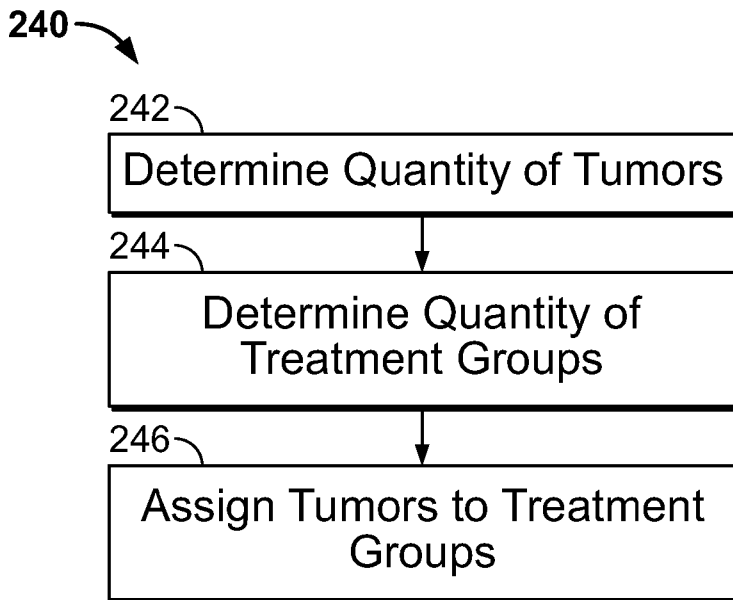 240
242
Determine Quantity of Tumors
244
Determine Quantity of
Treatment Groups
246
Assign Tumors to Treatment
Groups